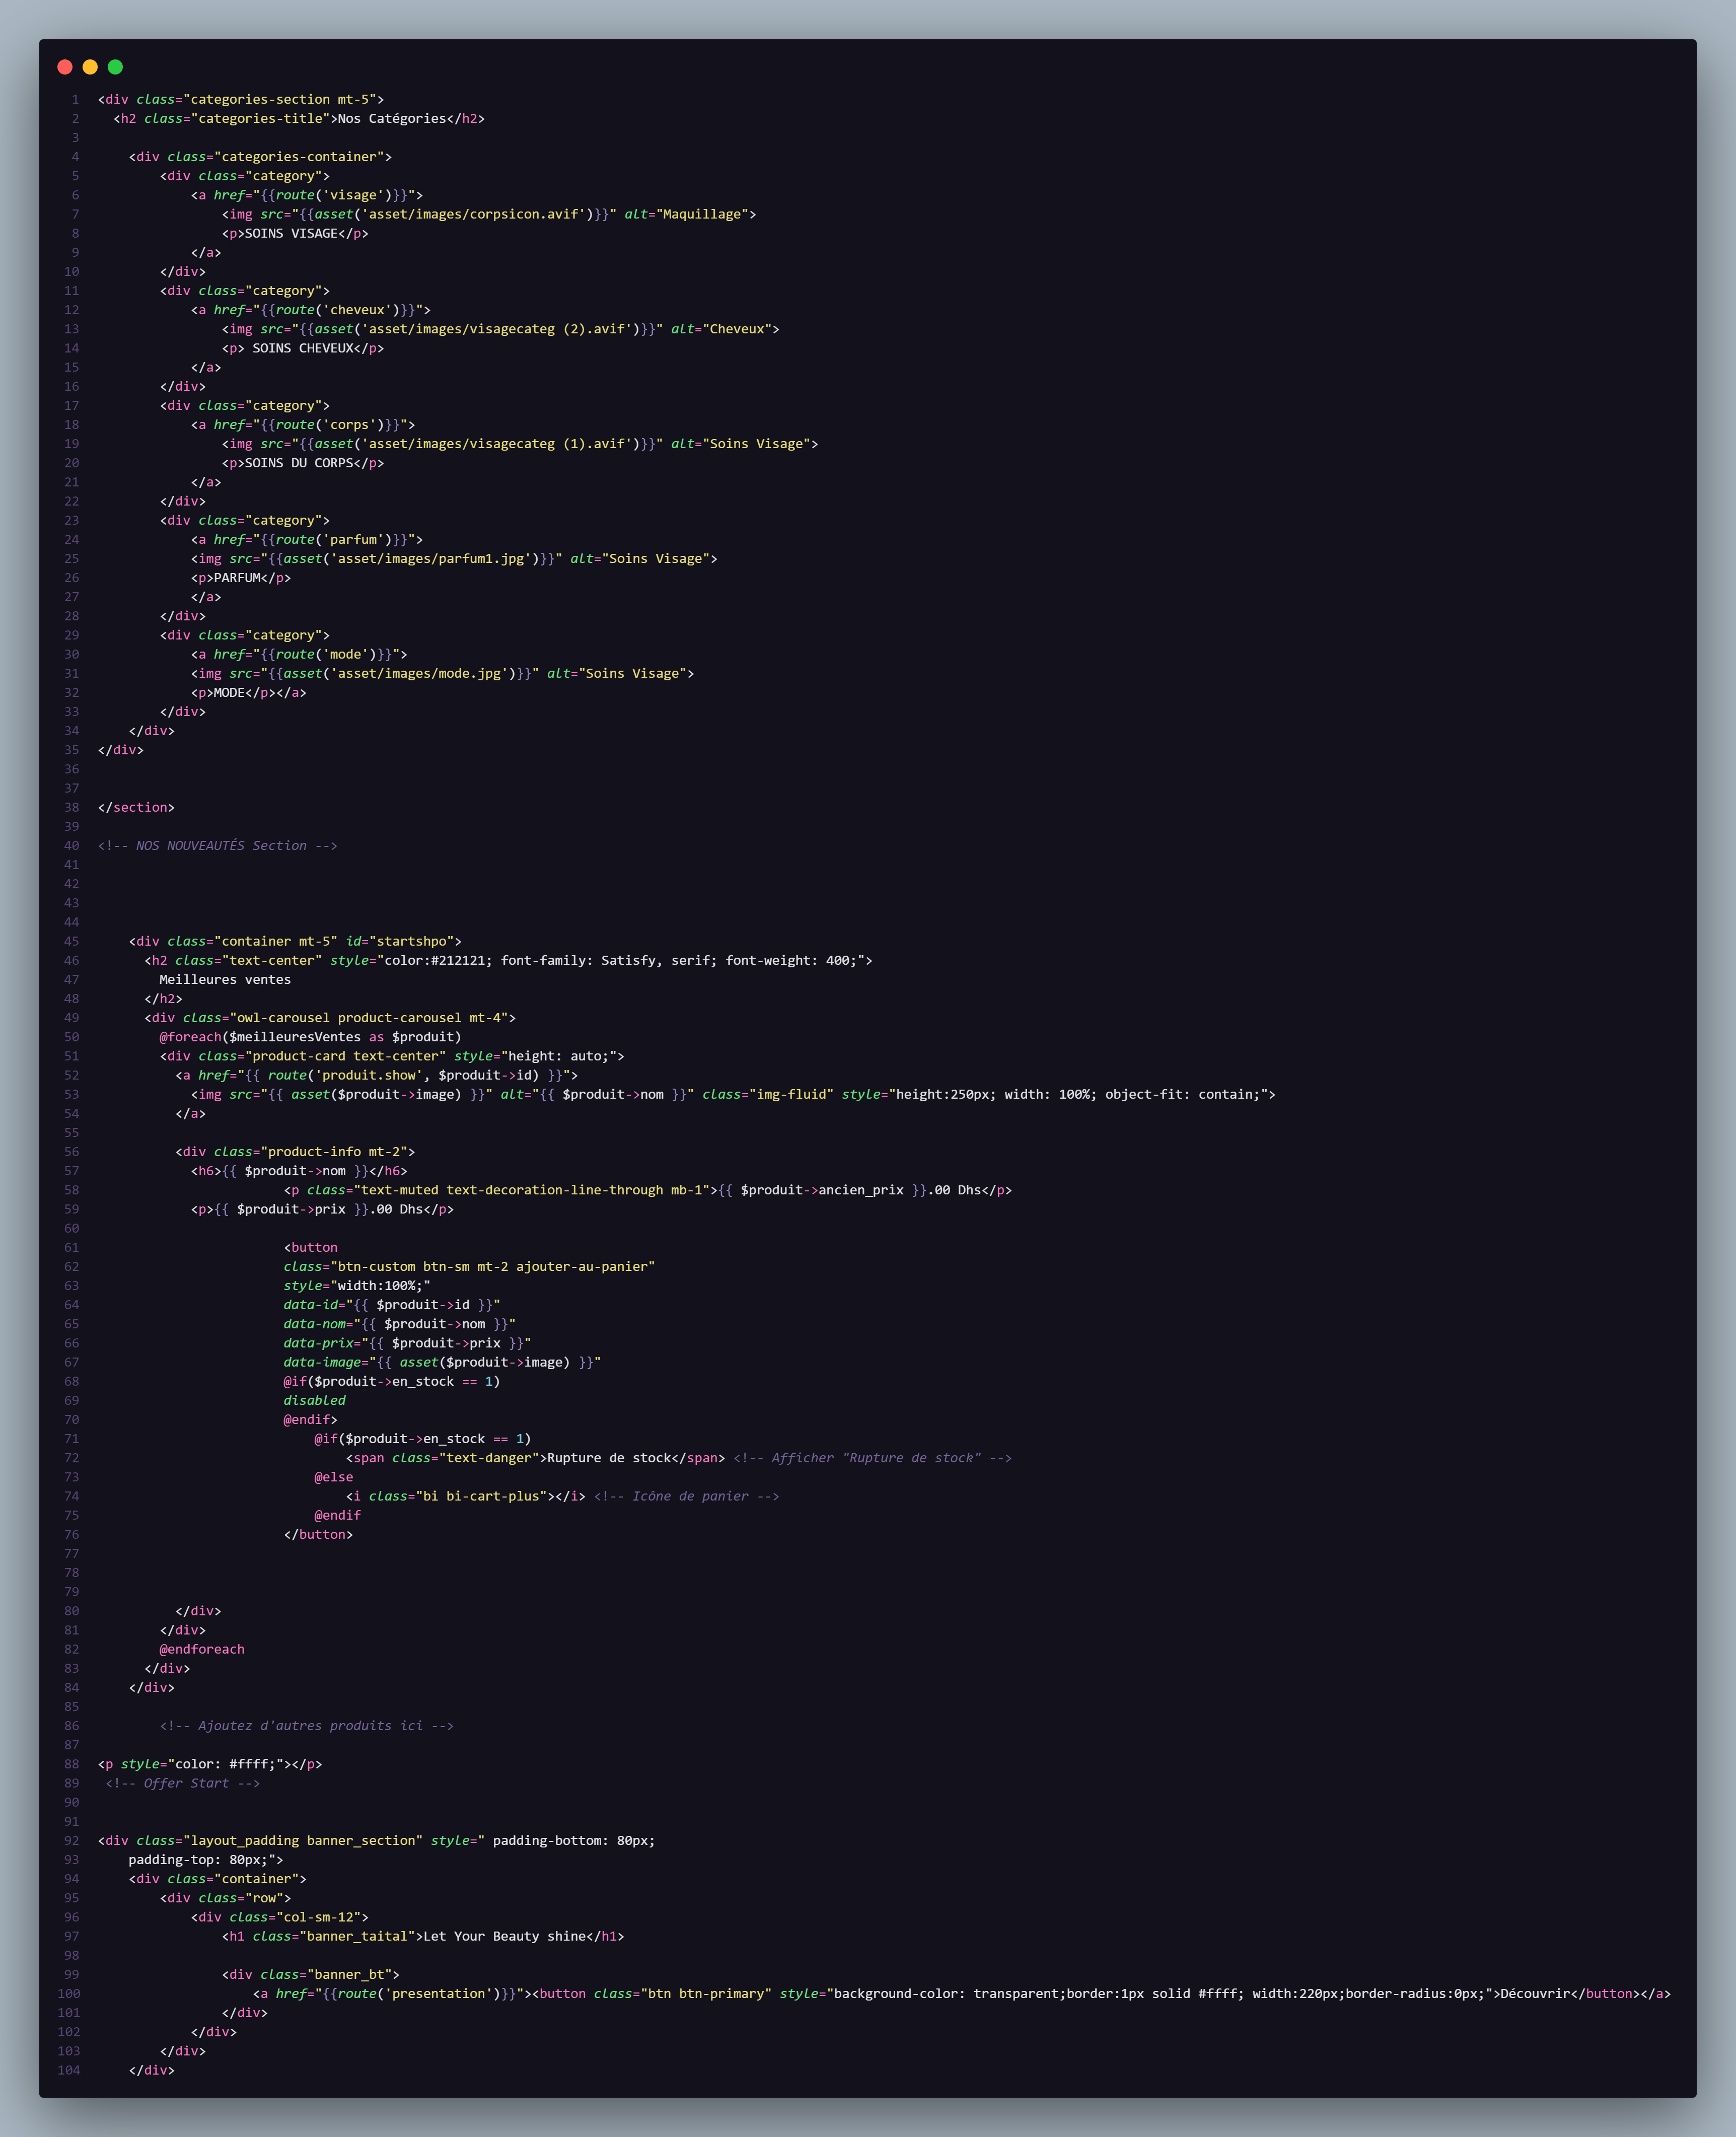 1 <div class="categories-section mt-5">
2   <h2 class="categories-title">Nos Catégories</h2>
3
4     <div class="categories-container">
5         <div class="category">
6             <a href="{{route('visage')}}">
7                 <img src="{{asset('asset/images/corpsicon.avif')}}" alt="Maquillage">
8                 <p>SOINS VISAGE</p>
9             </a>
10         </div>
11         <div class="category">
12             <a href="{{route('cheveux')}}">
13                 <img src="{{asset('asset/images/visagecateg (2).avif')}}" alt="Cheveux">
14                 <p> SOINS CHEVEUX</p>
15             </a>
16         </div>
17         <div class="category">
18             <a href="{{route('corps')}}">
19                 <img src="{{asset('asset/images/visagecateg (1).avif')}}" alt="Soins Visage">
20                 <p>SOINS DU CORPS</p>
21             </a>
22         </div>
23         <div class="category">
24             <a href="{{route('parfum')}}">
25             <img src="{{asset('asset/images/parfum1.jpg')}}" alt="Soins Visage">
26             <p>PARFUM</p>
27             </a>
28         </div>
29         <div class="category">
30             <a href="{{route('mode')}}">
31             <img src="{{asset('asset/images/mode.jpg')}}" alt="Soins Visage">
32             <p>MODE</p></a>
33         </div>
34     </div>
35 </div>
36
37
38 </section>
39
40 <!-- NOS NOUVEAUTÉS Section -->
41
42
43
44
45     <div class="container mt-5" id="startshpo">
46       <h2 class="text-center" style="color:#212121; font-family: Satisfy, serif; font-weight: 400;">
47         Meilleures ventes
48       </h2>
49       <div class="owl-carousel product-carousel mt-4">
50         @foreach($meilleuresVentes as $produit)
51         <div class="product-card text-center" style="height: auto;">
52           <a href="{{ route('produit.show', $produit->id) }}">
53             <img src="{{ asset($produit->image) }}" alt="{{ $produit->nom }}" class="img-fluid" style="height:250px; width: 100%; object-fit: contain;">
54           </a>
55
56           <div class="product-info mt-2">
57             <h6>{{ $produit->nom }}</h6>
58                         <p class="text-muted text-decoration-line-through mb-1">{{ $produit->ancien_prix }}.00 Dhs</p>
59             <p>{{ $produit->prix }}.00 Dhs</p>
60
61                         <button
62                         class="btn-custom btn-sm mt-2 ajouter-au-panier"
63                         style="width:100%;"
64                         data-id="{{ $produit->id }}"
65                         data-nom="{{ $produit->nom }}"
66                         data-prix="{{ $produit->prix }}"
67                         data-image="{{ asset($produit->image) }}"
68                         @if($produit->en_stock == 1)
69                         disabled
70                         @endif>
71                             @if($produit->en_stock == 1)
72                                 <span class="text-danger">Rupture de stock</span> <!-- Afficher "Rupture de stock" -->
73                             @else
74                                 <i class="bi bi-cart-plus"></i> <!-- Icône de panier -->
75                             @endif
76                         </button>
77
78
79
80           </div>
81         </div>
82         @endforeach
83       </div>
84     </div>
85
86         <!-- Ajoutez d'autres produits ici -->
87
88 <p style="color: #ffff;"></p>
89  <!-- Offer Start -->
90
91
92 <div class="layout_padding banner_section" style=" padding-bottom: 80px;
93     padding-top: 80px;">
94     <div class="container">
95         <div class="row">
96             <div class="col-sm-12">
97                 <h1 class="banner_taital">Let Your Beauty shine</h1>
98
99                 <div class="banner_bt">
100                     <a href="{{route('presentation')}}"><button class="btn btn-primary" style="background-color: transparent;border:1px solid #ffff; width:220px;border-radius:0px;">Découvrir</button></a>
101                 </div>
102             </div>
103         </div>
104     </div>